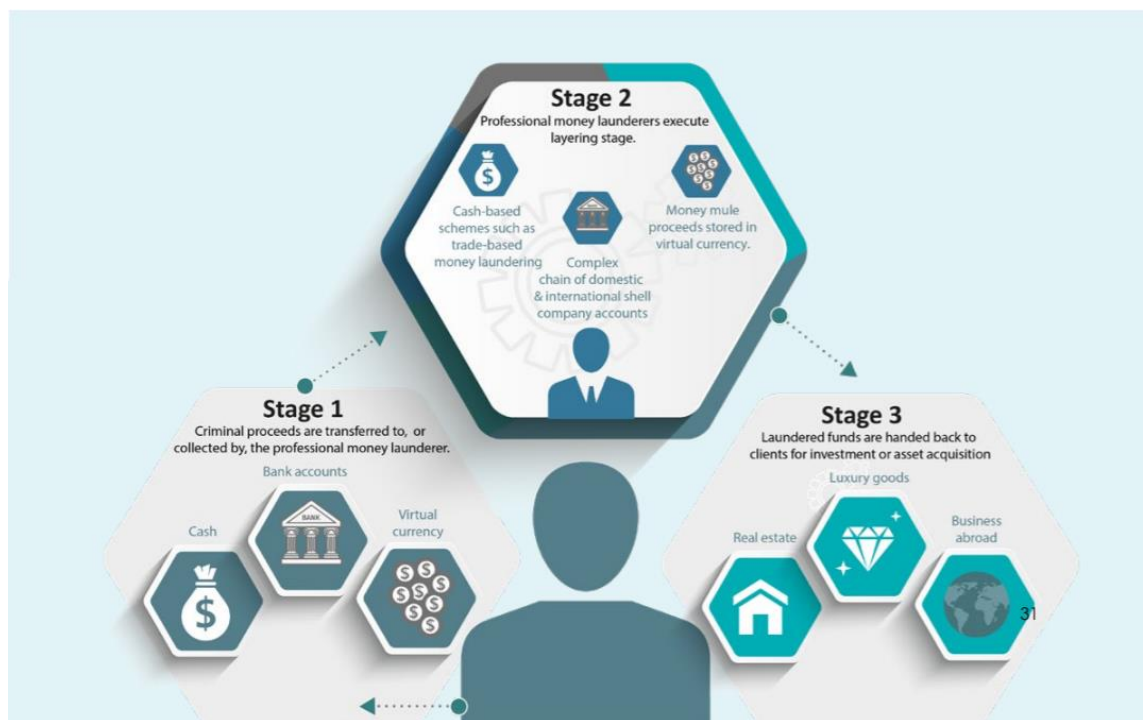 Stage 2
Professional money launderers execute
layering stage.
Cash-based
schemes such as
trade-based
money laundering
Complex
chain of domestic
& international shell
company accounts
Money mule
proceeds stored in
virtual currency.
Stage 1
Criminal proceeds are transferred to, or
collected by, the professional money launderer.
Cash
Bank accounts
BANK
Virtual
currency
Stage 3
Laundered funds are handed back to
clients for investment or asset acquisition
Real estate
Luxury goods
Business
abroad
31